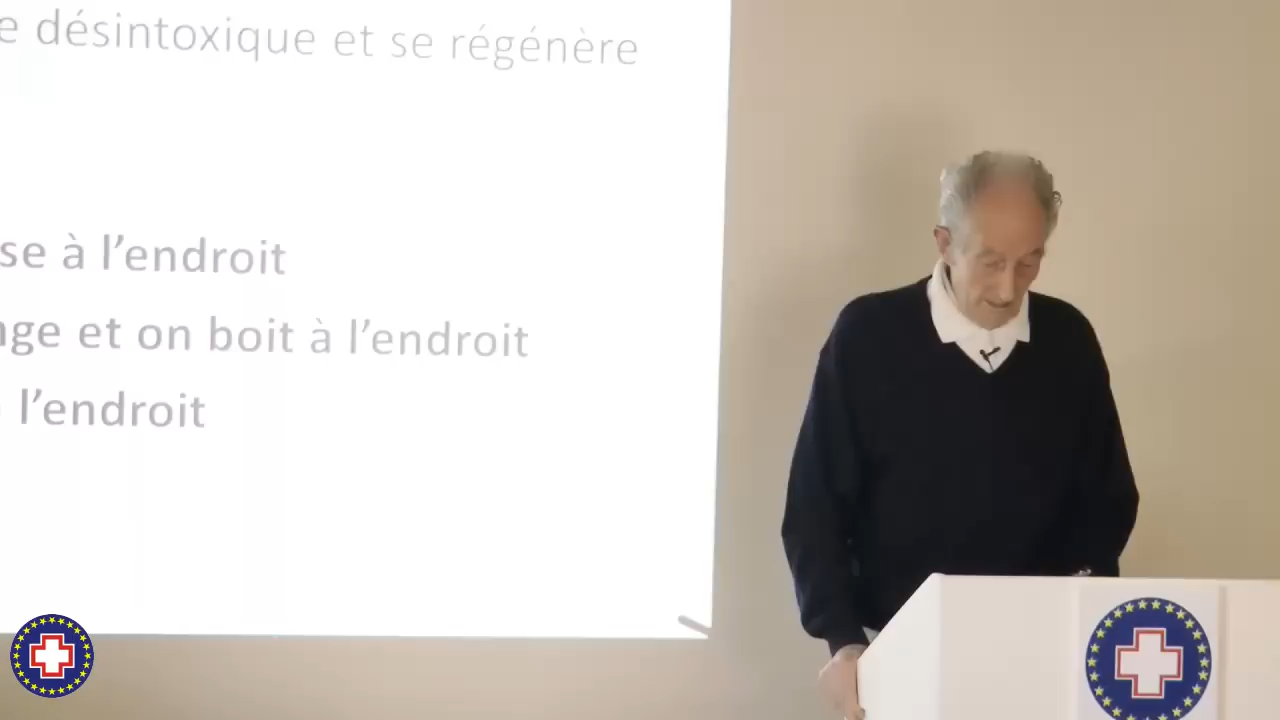 e désintoxique et se régénère
se à l’endroit
nge et on boit à l’endroit
l’endroit